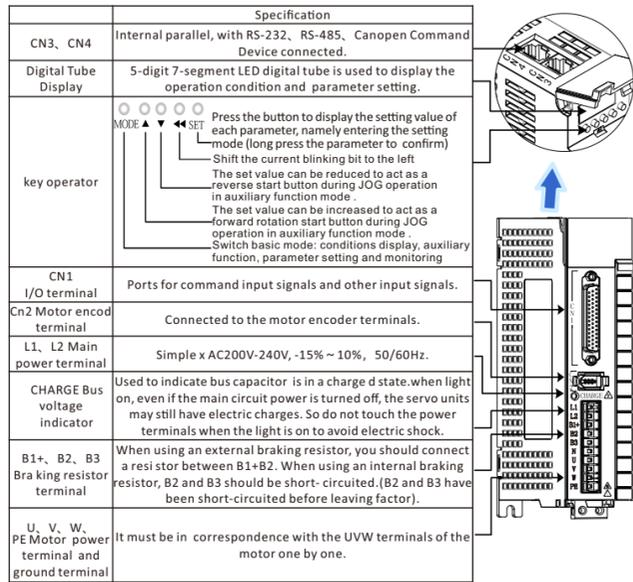 Specification
CN3、CN4
Internal parallel, with RS-232、RS-485、Canopen Command
Device connected.
Digital Tube
Display
5-digit 7-segment LED digital tube is used to display the
operation condition and parameter setting.
key operator
MODE ▲ ▼ ◀◀ SET
Press the button to display the setting value of
each parameter, namely entering the setting
mode (long press the parameter to confirm)
Shift the current blinking bit to the left
The set value can be reduced to act as a
reverse start button during JOG operation
in auxiliary function mode .
The set value can be increased to act as a
forward rotation start button during JOG
operation in auxiliary function mode .
Switch basic mode: conditions display, auxiliary
function, parameter setting and monitoring
CN1
I/O terminal
Ports for command input signals and other input signals.
Cn2 Motor encod
terminal
Connected to the motor encoder terminals.
L1、L2 Main
power terminal
Simple x AC200V-240V, -15% ~ 10%, 50/60Hz.
CHARGE Bus
voltage
indicator
Used to indicate bus capacitor is in a charge d state.when light
on, even if the main circuit power is turned off, the servo units
may still have electric charges. So do not touch the power
terminals when the light is on to avoid electric shock.
B1+、B2、B3
Bra king resistor
terminal
When using an external braking resistor, you should connect
a resi stor between B1+B2. When using an internal braking
resistor, B2 and B3 should be short- circuited.(B2 and B3 have
been short-circuited before leaving factor).
U、V、W、
PE Motor power
terminal and
ground terminal
It must be in correspondence with the UVW terminals of the
motor one by one.
CN4 CN3
CN1
CHARGE
L1
L2
B1+
B2
B3
N
U
V
W
PE